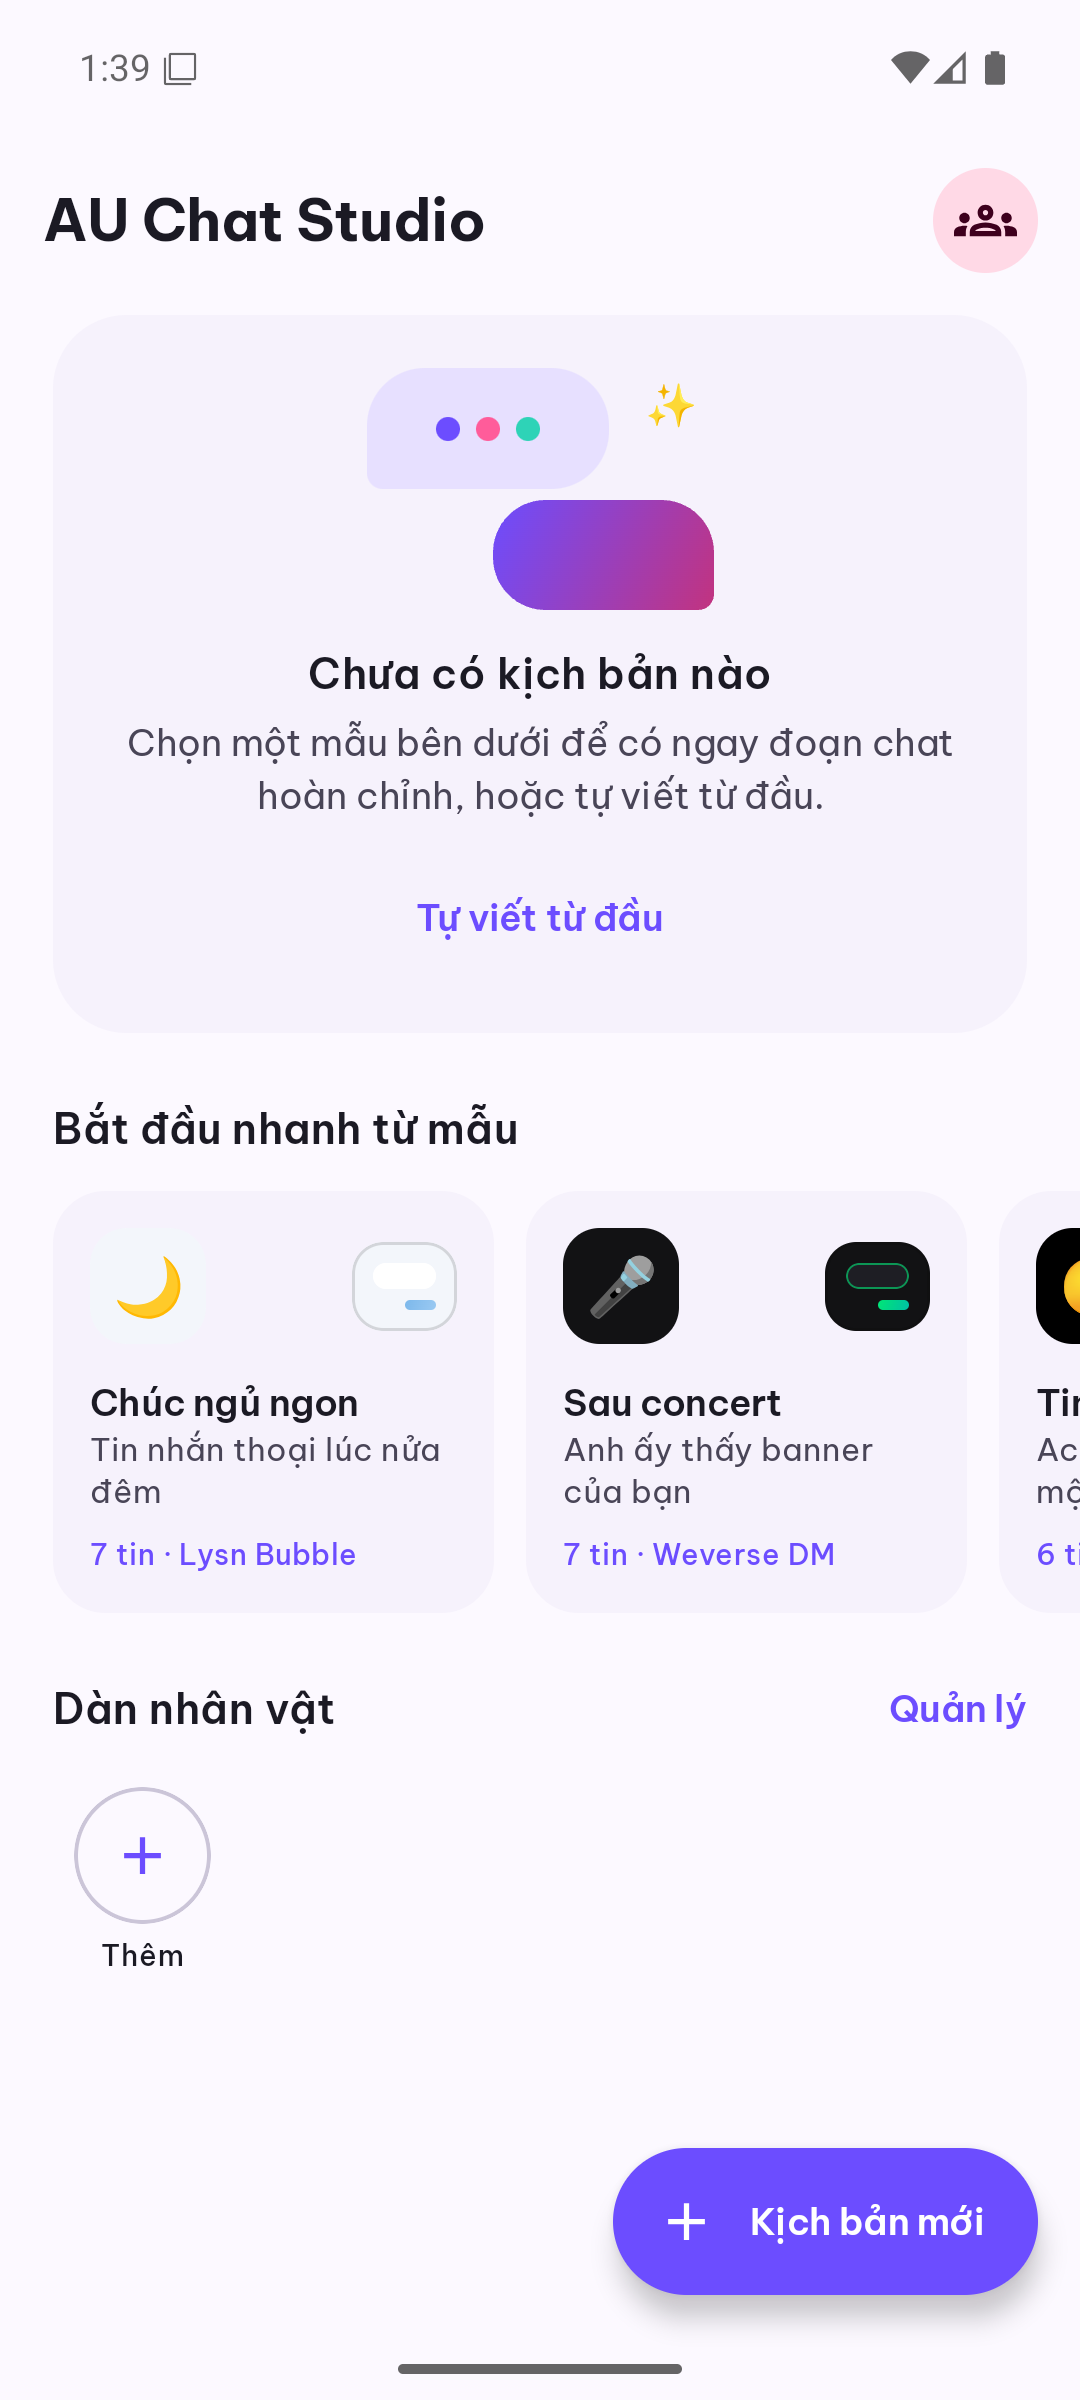 1:39
AU Chat Studio
Chưa có kịch bản nào
Chọn một mẫu bên dưới để có ngay đoạn chat
hoàn chỉnh, hoặc tự viết từ đầu.
Tự viết từ đầu
Bắt đầu nhanh từ mẫu
Chúc ngủ ngon
Tin nhắn thoại lúc nửa
đêm
7 tin · Lysn Bubble
Sau concert
Anh ấy thấy banner
của bạn
7 tin · Weverse DM
6
Dàn nhân vật
Quản lý
Thêm
Kịch bản mới